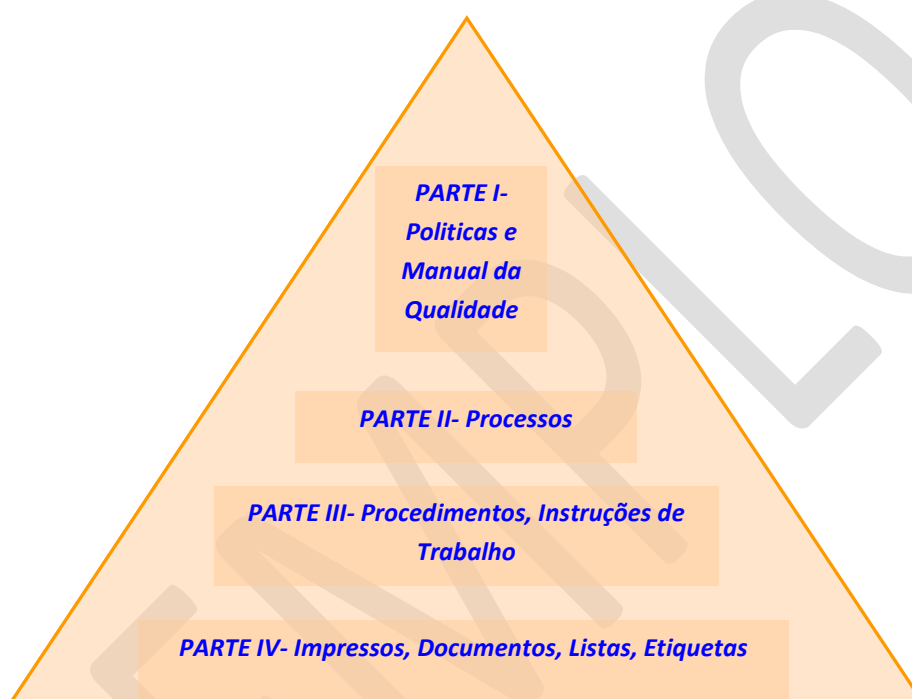 PARTE I-
Politicas e
Manual da
Qualidade
PARTE II- Processos
PARTE III- Procedimentos, Instruções de
Trabalho
PARTE IV- Impressos, Documentos, Listas, Etiquetas